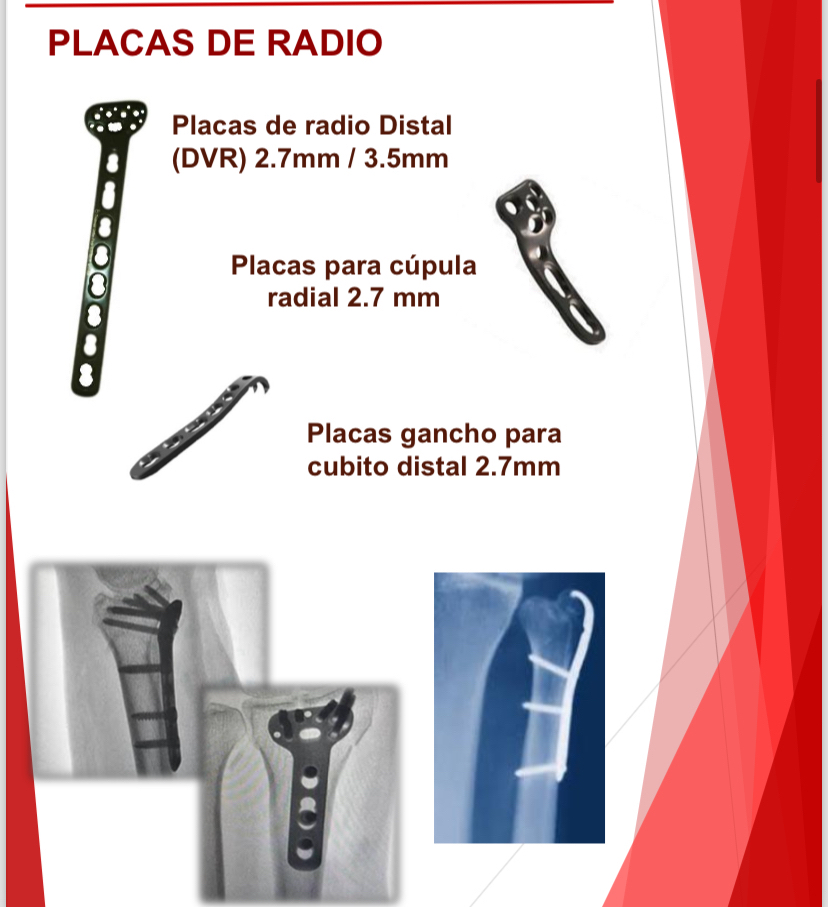 PLACAS DE RADIO
Placas de radio Distal
(DVR) 2.7mm / 3.5mm
Placas para cúpula
radial 2.7 mm
Placas gancho para
cubito distal 2.7mm